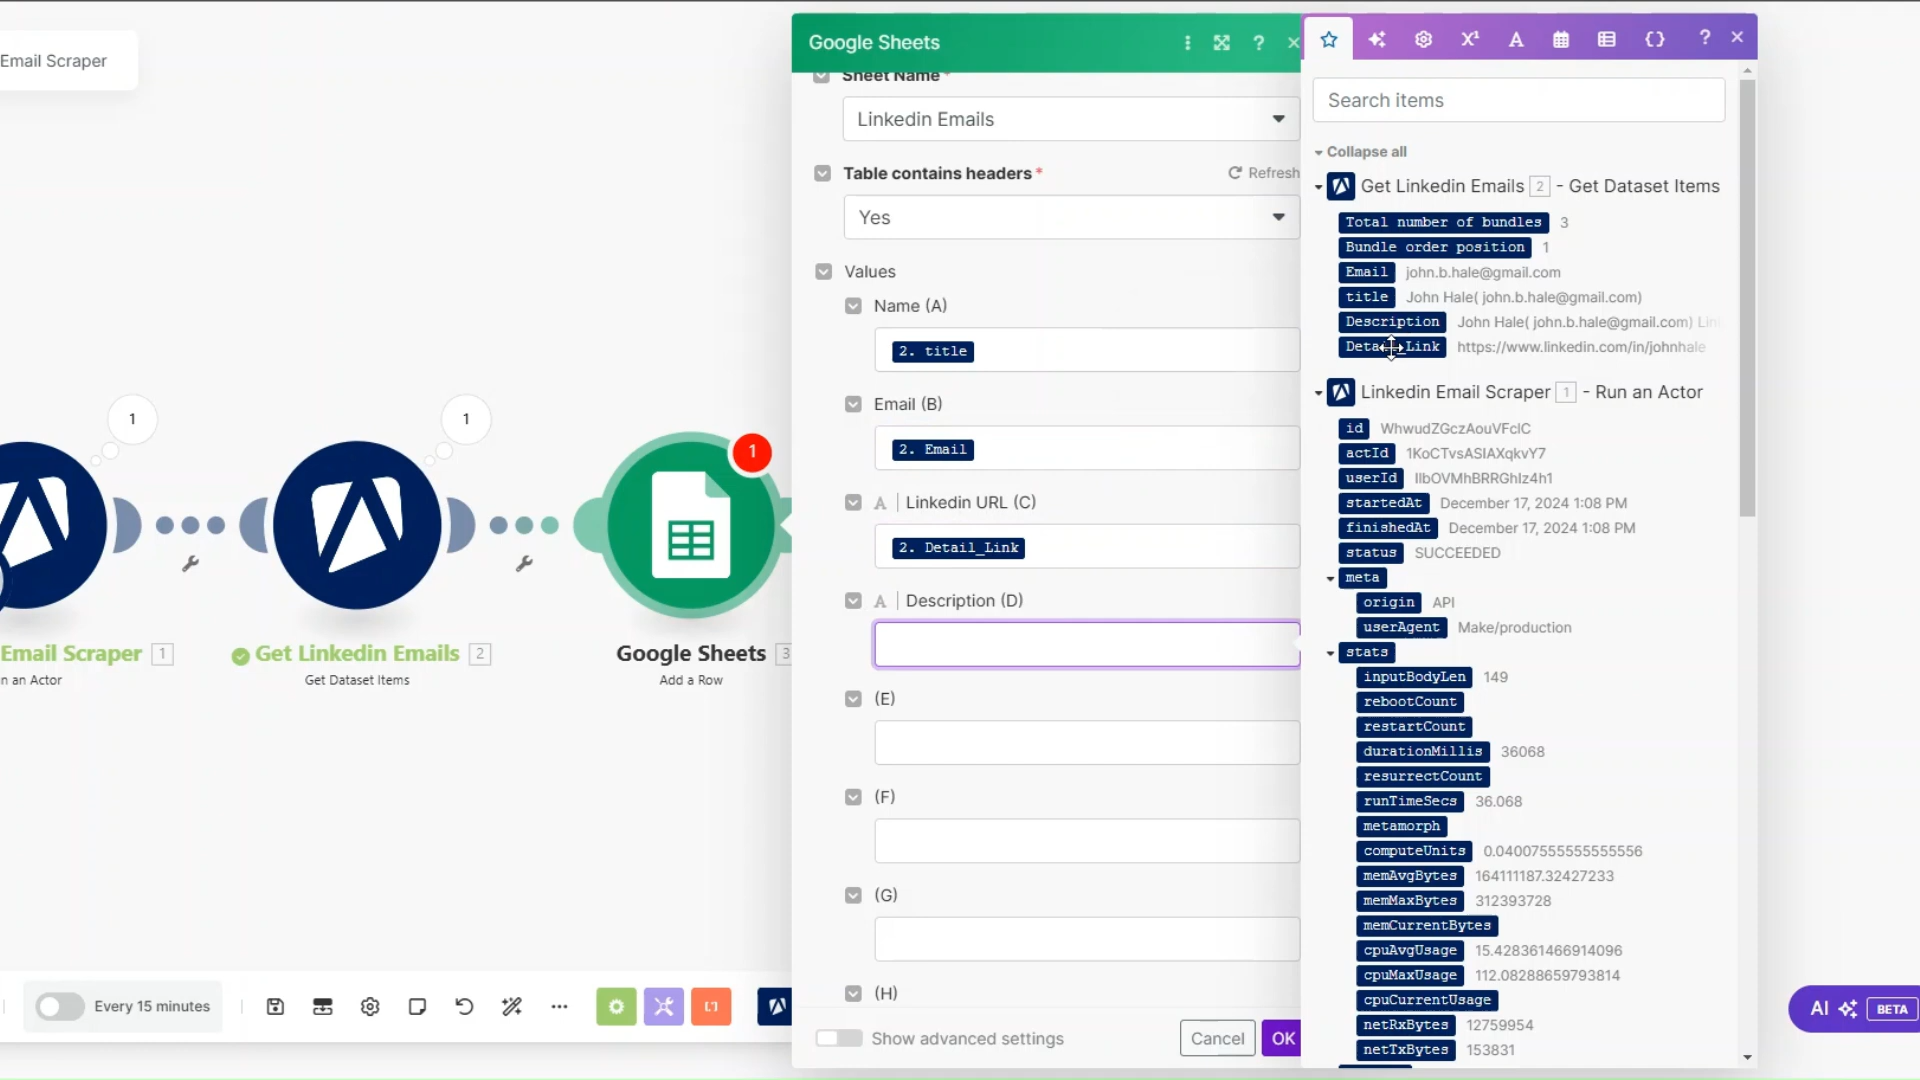 Email Scraper
1
1
1
Email Scraper 1
n an Actor
Get Linkedin Emails 2
Get Dataset Items
Google Sheets 3
Add a Row
Every 15 minutes
Google Sheets
?
Sheet Name
Linkedin Emails
Table contains headers *
Refresh
Yes
Values
Name (A)
2. title
Email (B)
2. Email
A | Linkedin URL (C)
2. Detail_Link
A | Description (D)
(E)
(F)
(G)
(H)
Show advanced settings
Cancel
OK
?
Search items
Collapse all
Get Linkedin Emails 2 - Get Dataset Items
Total number of bundles 3
Bundle order position 1
Email john.b.hale@gmail.com
title John Hale( john.b.hale@gmail.com)
Description John Hale( john.b.hale@gmail.com) Lin
Detail_Link https://www.linkedin.com/in/johnhale
Linkedin Email Scraper 1 - Run an Actor
id
actId
userId
startedAt December 17, 2024 1:08 PM
finishedAt December 17, 2024 1:08 PM
status SUCCEEDED
meta
origin API
userAgent Make/production
stats
inputBodyLen 149
rebootCount
restartCount
durationMillis 36068
resurrectCount
runTimeSecs 36.068
metamorph
computeUnits 0.04007555555555556
memAvgBytes 164111187.32427233
memMaxBytes 312393728
memCurrentBytes
cpuAvgUsage 15.428361466914096
cpuMaxUsage 112.08288659793814
cpuCurrentUsage
netRxBytes 12759954
netTxBytes 153831
AI BETA